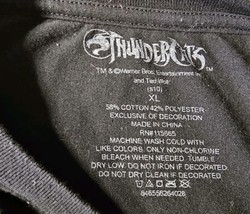 THUNDERCATS
TM & ©Warner Bros. Entertainment Inc.
and Ted Wolf
(s10)
XL
58% COTTON 42% POLYESTER
EXCLUSIVE OF DECORATION
MADE IN CHINA
RN#115565
MACHINE WASH COLD WITH
LIKE COLORS, ONLY NON-CHLORINE
BLEACH WHEN NEEDED, TUMBLE
DRY LOW, DO NOT IRON IF DECORATED
DO NOT DRY CLEAN IF DECORATED
846556264026